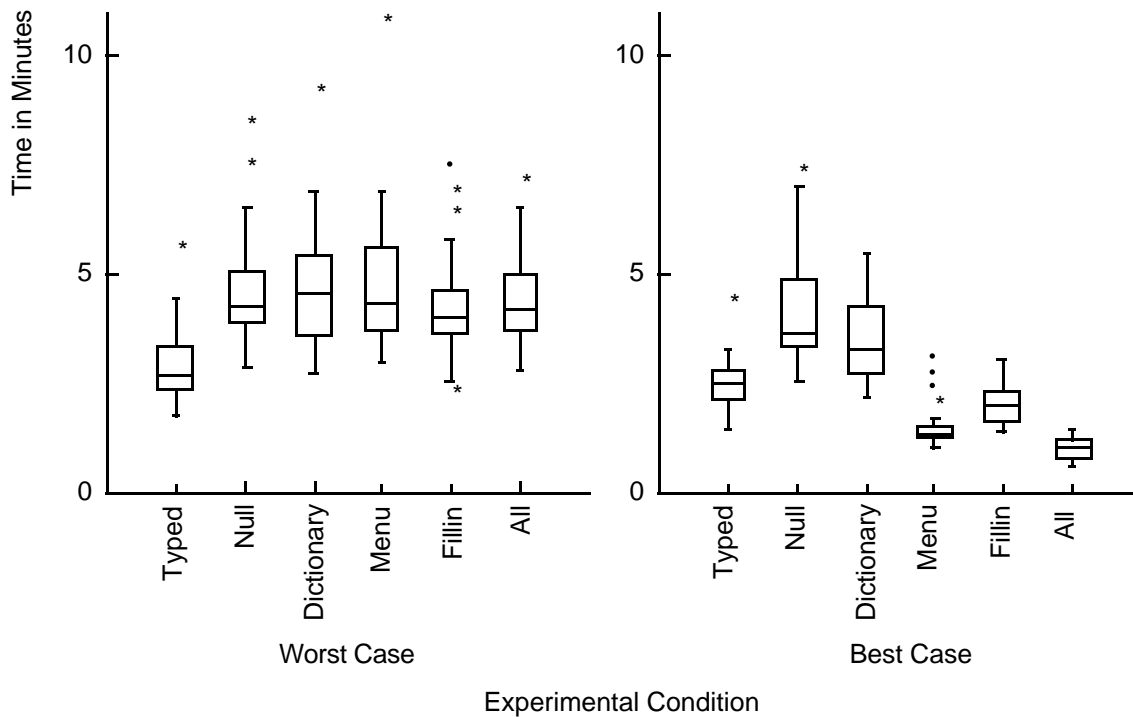 Time in Minutes
10
5
0
Typed
Null
Dictionary
Menu
Fillin
All
Worst Case
10
5
0
Typed
Null
Dictionary
Menu
Fillin
All
Best Case
Experimental Condition